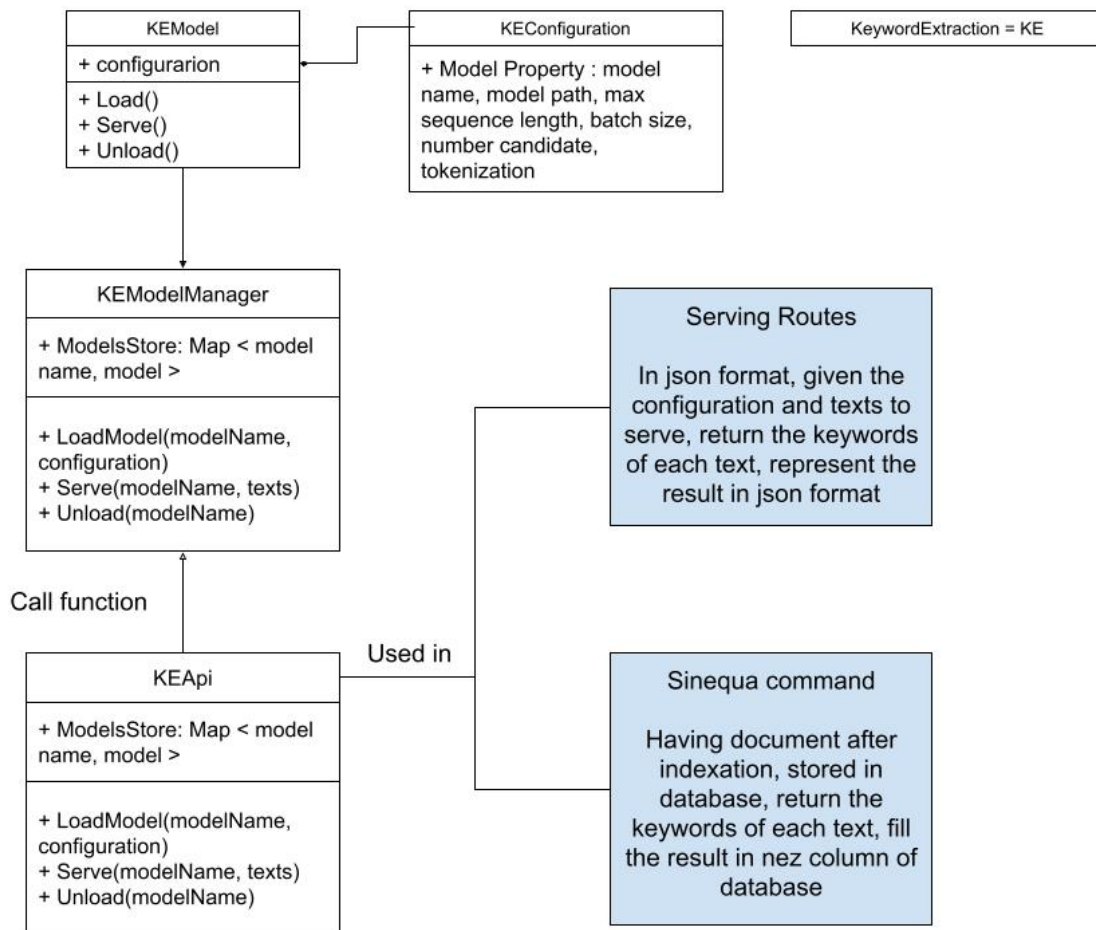 KEModel
+ configurarion
+ Load()
+ Serve()
+ Unload()
KEConfiguration
+ Model Property : model
name, model path, max
sequence length, batch size,
number candidate,
tokenization
KeywordExtraction = KE
KEModelManager
+ ModelsStore: Map < model
name, model >
+ LoadModel(modelName,
configuration)
+ Serve(modelName, texts)
+ Unload(modelName)
Serving Routes
In json format, given the
configuration and texts to
serve, return the keywords
of each text, represent the
result in json format
Call function
Used in
KEApi
+ ModelsStore: Map < model
name, model >
+ LoadModel(modelName,
configuration)
+ Serve(modelName, texts)
+ Unload(modelName)
Sinequa command
Having document after
indexation, stored in
database, return the
keywords of each text, fill
the result in nez column of
database